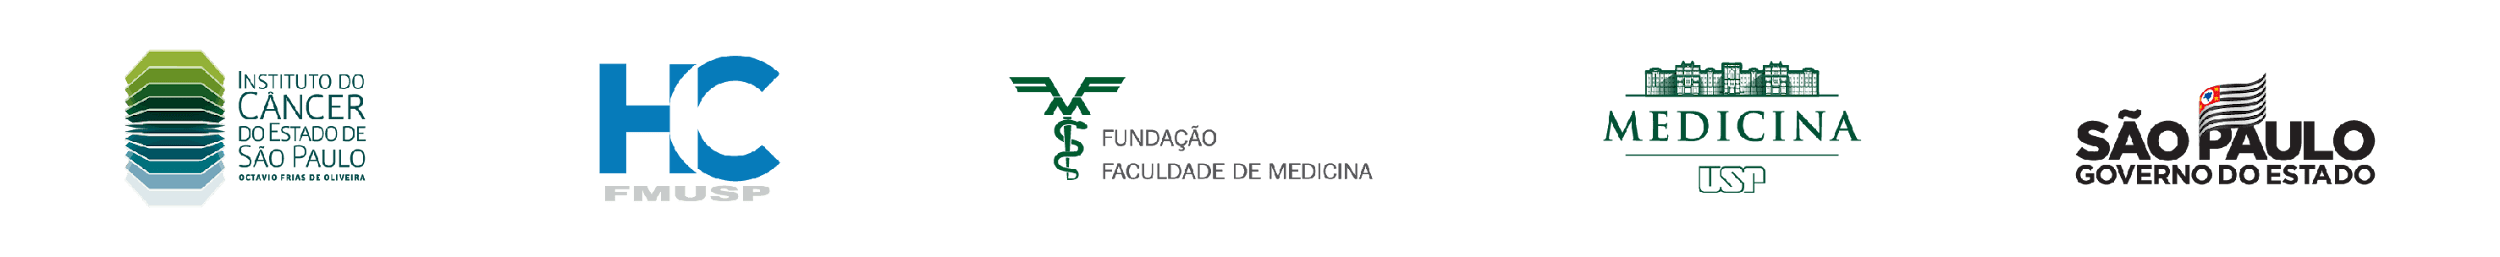 INSTITUTO DO
CÂNCER
DO ESTADO DE
SÃO PAULO
OCTAVIO FRIAS DE OLIVEIRA
HC
FMUSP
FUNDAÇÃO
FACULDADE DE MEDICINA
MEDICINA
USP
SÃO PAULO
GOVERNO DO ESTADO